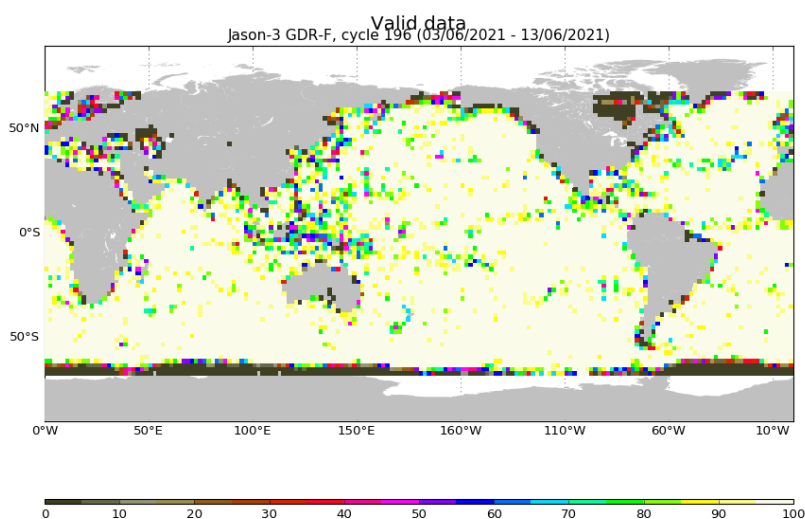 Valid data
Jason-3 GDR-F, cycle 196 (03/06/2021 - 13/06/2021)
50°N
0°S
50°S
0°W 50°E 100°E 150°E 160°W 110°W 60°W 10°W
0 10 20 30 40 50 60 70 80 90 100